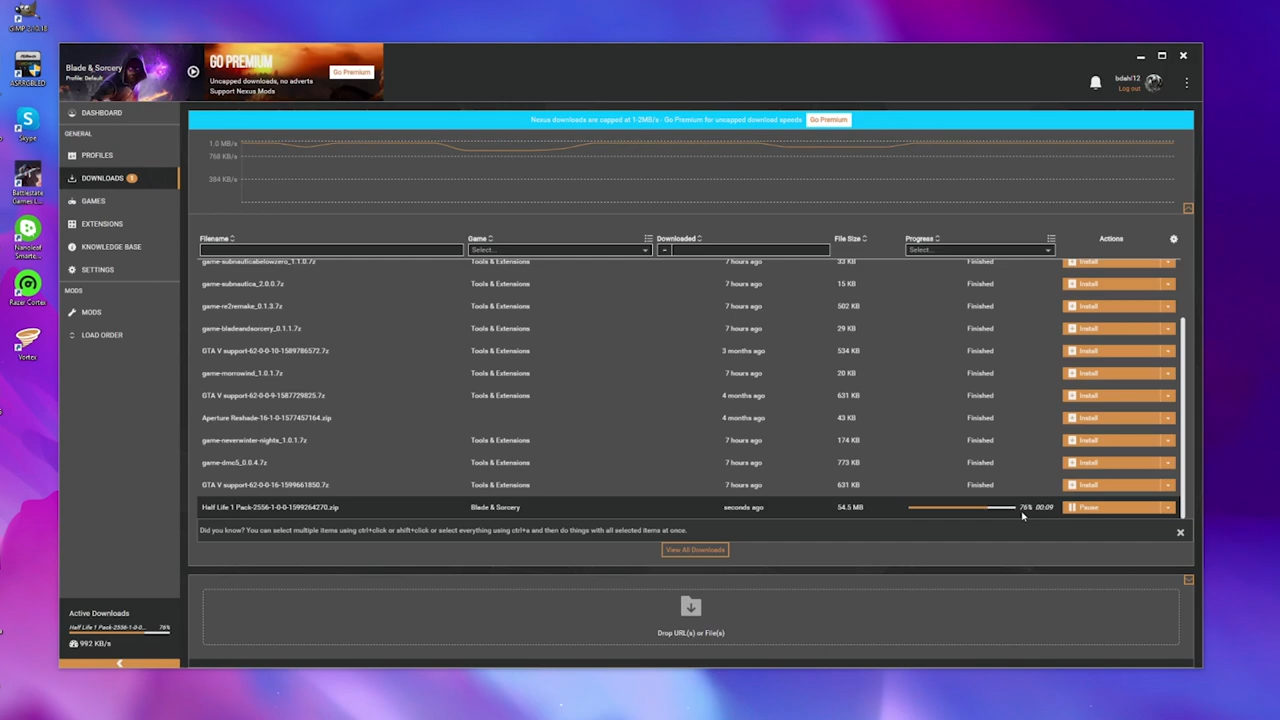 GIMP 2.10.18
ASRRGBLED
Skype
Battlestate
Games L...
Nanoleaf
Smarte...
Razer Cortex
Vortex
Blade & Sorcery
Profile: Default
GO PREMIUM
Uncapped downloads, no adverts
Support Nexus Mods
Go Premium
bdahl12
Log out
DASHBOARD
GENERAL
PROFILES
DOWNLOADS 1
GAMES
EXTENSIONS
KNOWLEDGE BASE
SETTINGS
MODS
MODS
LOAD ORDER
Active Downloads
Half Life 1 Pack-2556-1-0-0... 76%
992 KB/s
Nexus downloads are capped at 1-2MB/s - Go Premium for uncapped download speeds Go Premium
1.0 MB/s
768 KB/s
384 KB/s
Filename Game Downloaded File Size Progress Actions
Select... Select...
game-subnauticabelowzero_1.1.0.7z Tools & Extensions 7 hours ago 33 KB Finished Install
game-subnautica_2.0.0.7z Tools & Extensions 7 hours ago 15 KB Finished Install
game-re2remake_0.1.3.7z Tools & Extensions 7 hours ago 502 KB Finished Install
game-bladeandsorcery_0.1.1.7z Tools & Extensions 7 hours ago 29 KB Finished Install
GTA V support-62-0-0-10-1589786572.7z Tools & Extensions 3 months ago 534 KB Finished Install
game-morrowind_1.0.1.7z Tools & Extensions 7 hours ago 20 KB Finished Install
GTA V support-62-0-0-9-1587729825.7z Tools & Extensions 4 months ago 631 KB Finished Install
Aperture Reshade-16-1-0-1577457164.zip 4 months ago 43 KB Finished Install
game-neverwinter-nights_1.0.1.7z Tools & Extensions 7 hours ago 174 KB Finished Install
game-dmc5_0.0.4.7z Tools & Extensions 7 hours ago 773 KB Finished Install
GTA V support-62-0-0-16-1599661850.7z Tools & Extensions 7 hours ago 631 KB Finished Install
Half Life 1 Pack-2556-1-0-0-1599264270.zip Blade & Sorcery seconds ago 54.5 MB 76% 00:09 Pause
Did you know? You can select multiple items using ctrl+click or shift+click or select everything using ctrl+a and then do things with all selected items at once.
View All Downloads
Drop URL(s) or File(s)